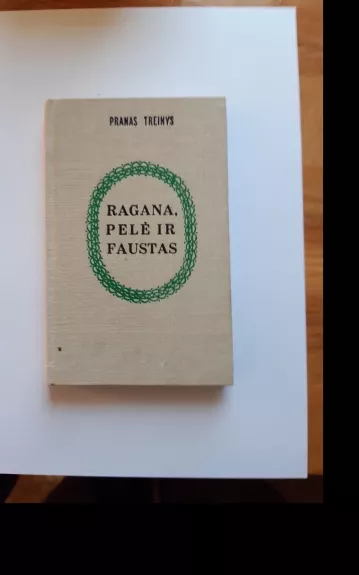 PRANAS TREINYS
RAGANA,
PELĖ IR
FAUSTAS